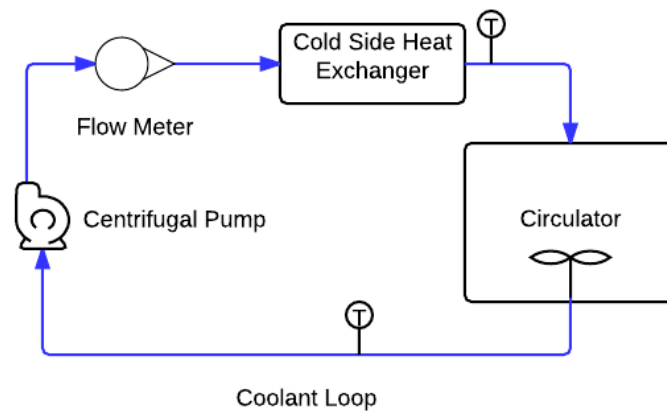 T
Cold Side Heat
Exchanger
Flow Meter
Centrifugal Pump
Circulator
T
Coolant Loop